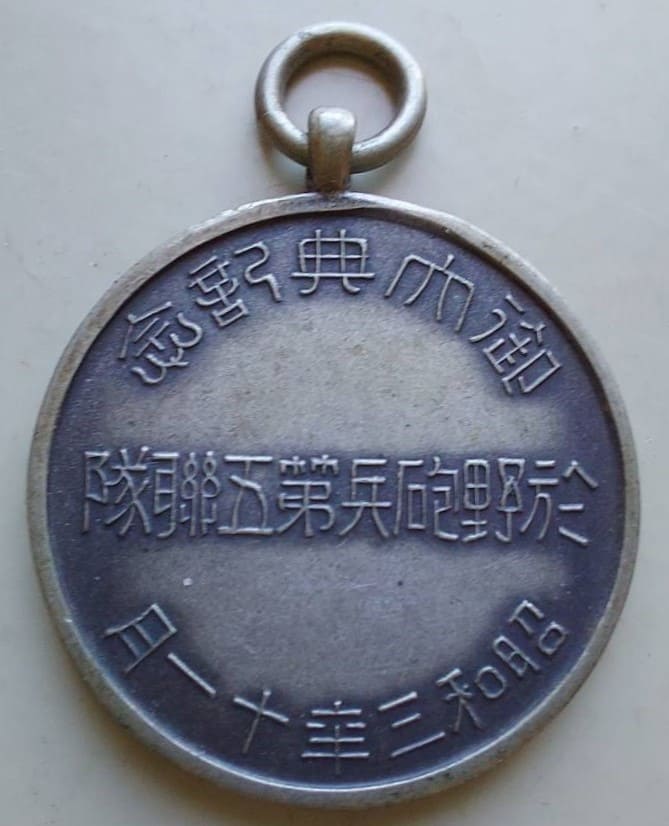 御大典記念
於野砲兵第五聯隊
昭和三年十一月